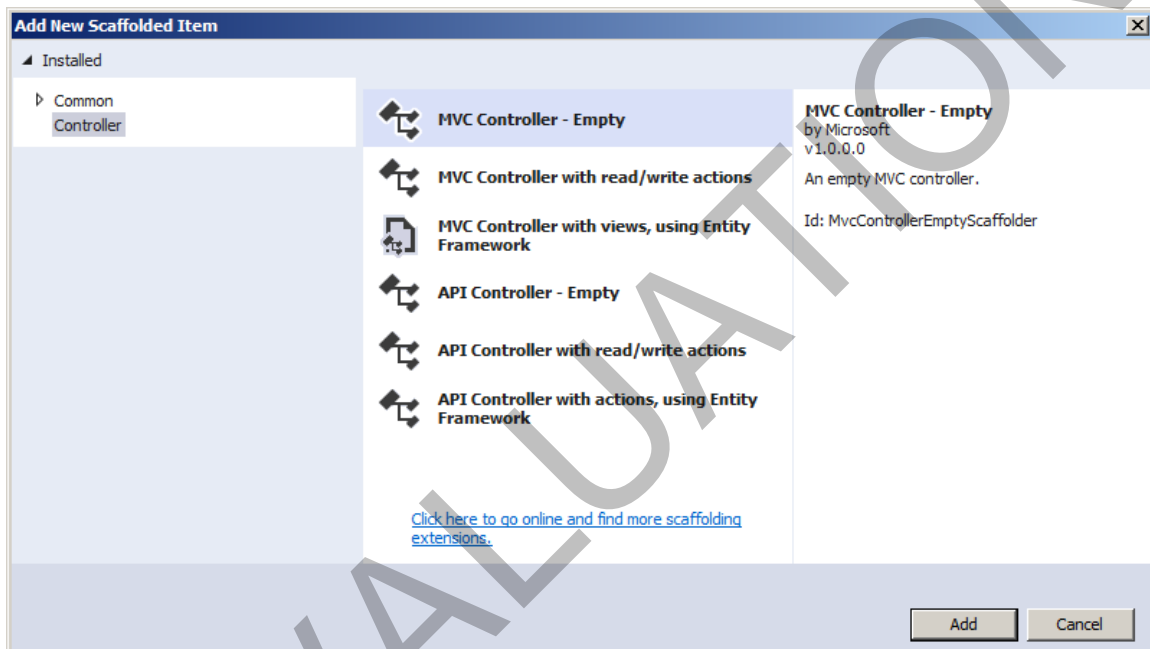 Add New Scaffolded Item
Installed
Common
Controller
MVC Controller - Empty
MVC Controller with read/write actions
MVC Controller with views, using Entity
Framework
API Controller - Empty
API Controller with read/write actions
API Controller with actions, using Entity
Framework
Click here to go online and find more scaffolding
extensions.
MVC Controller - Empty
by Microsoft
v1.0.0.0
An empty MVC controller.
Id: MvcControllerEmptyScaffolder
Add
Cancel
VALUATION